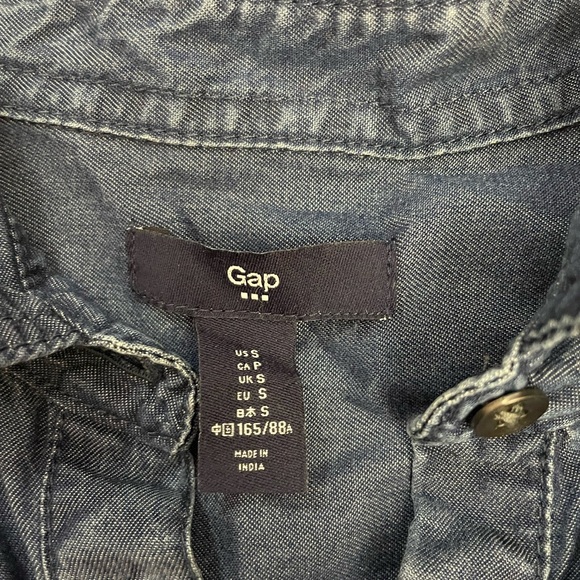 Gap
US S
CA P
UK S
EU S
日本 S
中国 165/88A
MADE IN
INDIA